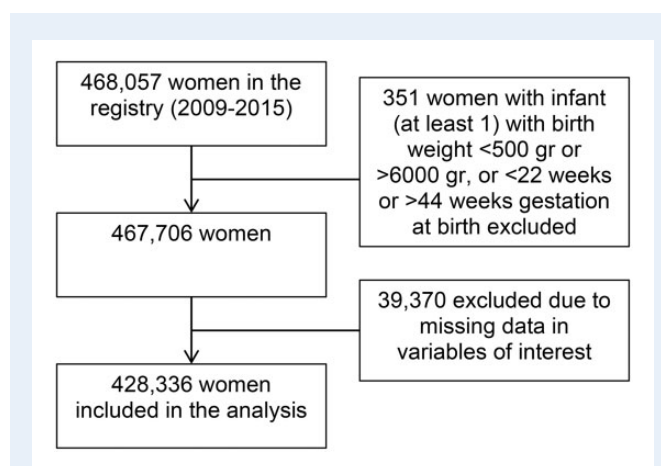 468,057 women in the
registry (2009-2015)
351 women with infant
(at least 1) with birth
weight <500 gr or
>6000 gr, or <22 weeks
or >44 weeks gestation
at birth excluded
467,706 women
39,370 excluded due to
missing data in
variables of interest
428,336 women
included in the analysis